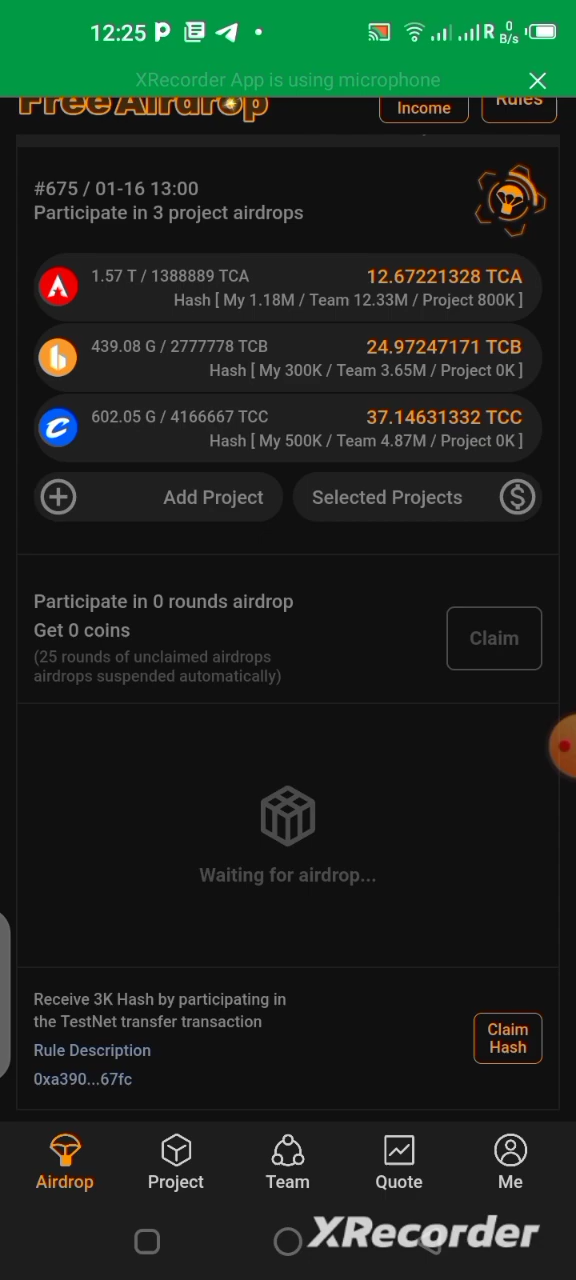 12:25
R 0 B/s
XRecorder App is using microphone
Free Airdrop
Income
Rules
#675 / 01-16 13:00
Participate in 3 project airdrops
1.57 T / 1388889 TCA
12.67221328 TCA
Hash [ My 1.18M / Team 12.33M / Project 800K ]
439.08 G / 2777778 TCB
24.97247171 TCB
Hash [ My 300K / Team 3.65M / Project 0K ]
602.05 G / 4166667 TCC
37.14631332 TCC
Hash [ My 500K / Team 4.87M / Project 0K ]
Add Project
Selected Projects
Participate in 0 rounds airdrop
Get 0 coins
(25 rounds of unclaimed airdrops
airdrops suspended automatically)
Claim
Waiting for airdrop...
Receive 3K Hash by participating in
the TestNet transfer transaction
Rule Description
0xa390...67fc
Claim
Hash
Airdrop
Project
Team
Quote
Me
XRecorder